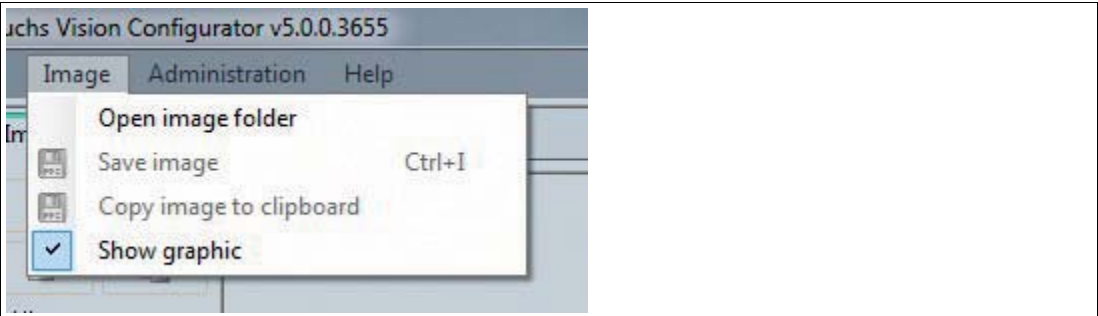 uchs Vision Configurator v5.0.0.3655
Image Administration Help
Open image folder
Im
Save image Ctrl+I
Copy image to clipboard
Show graphic